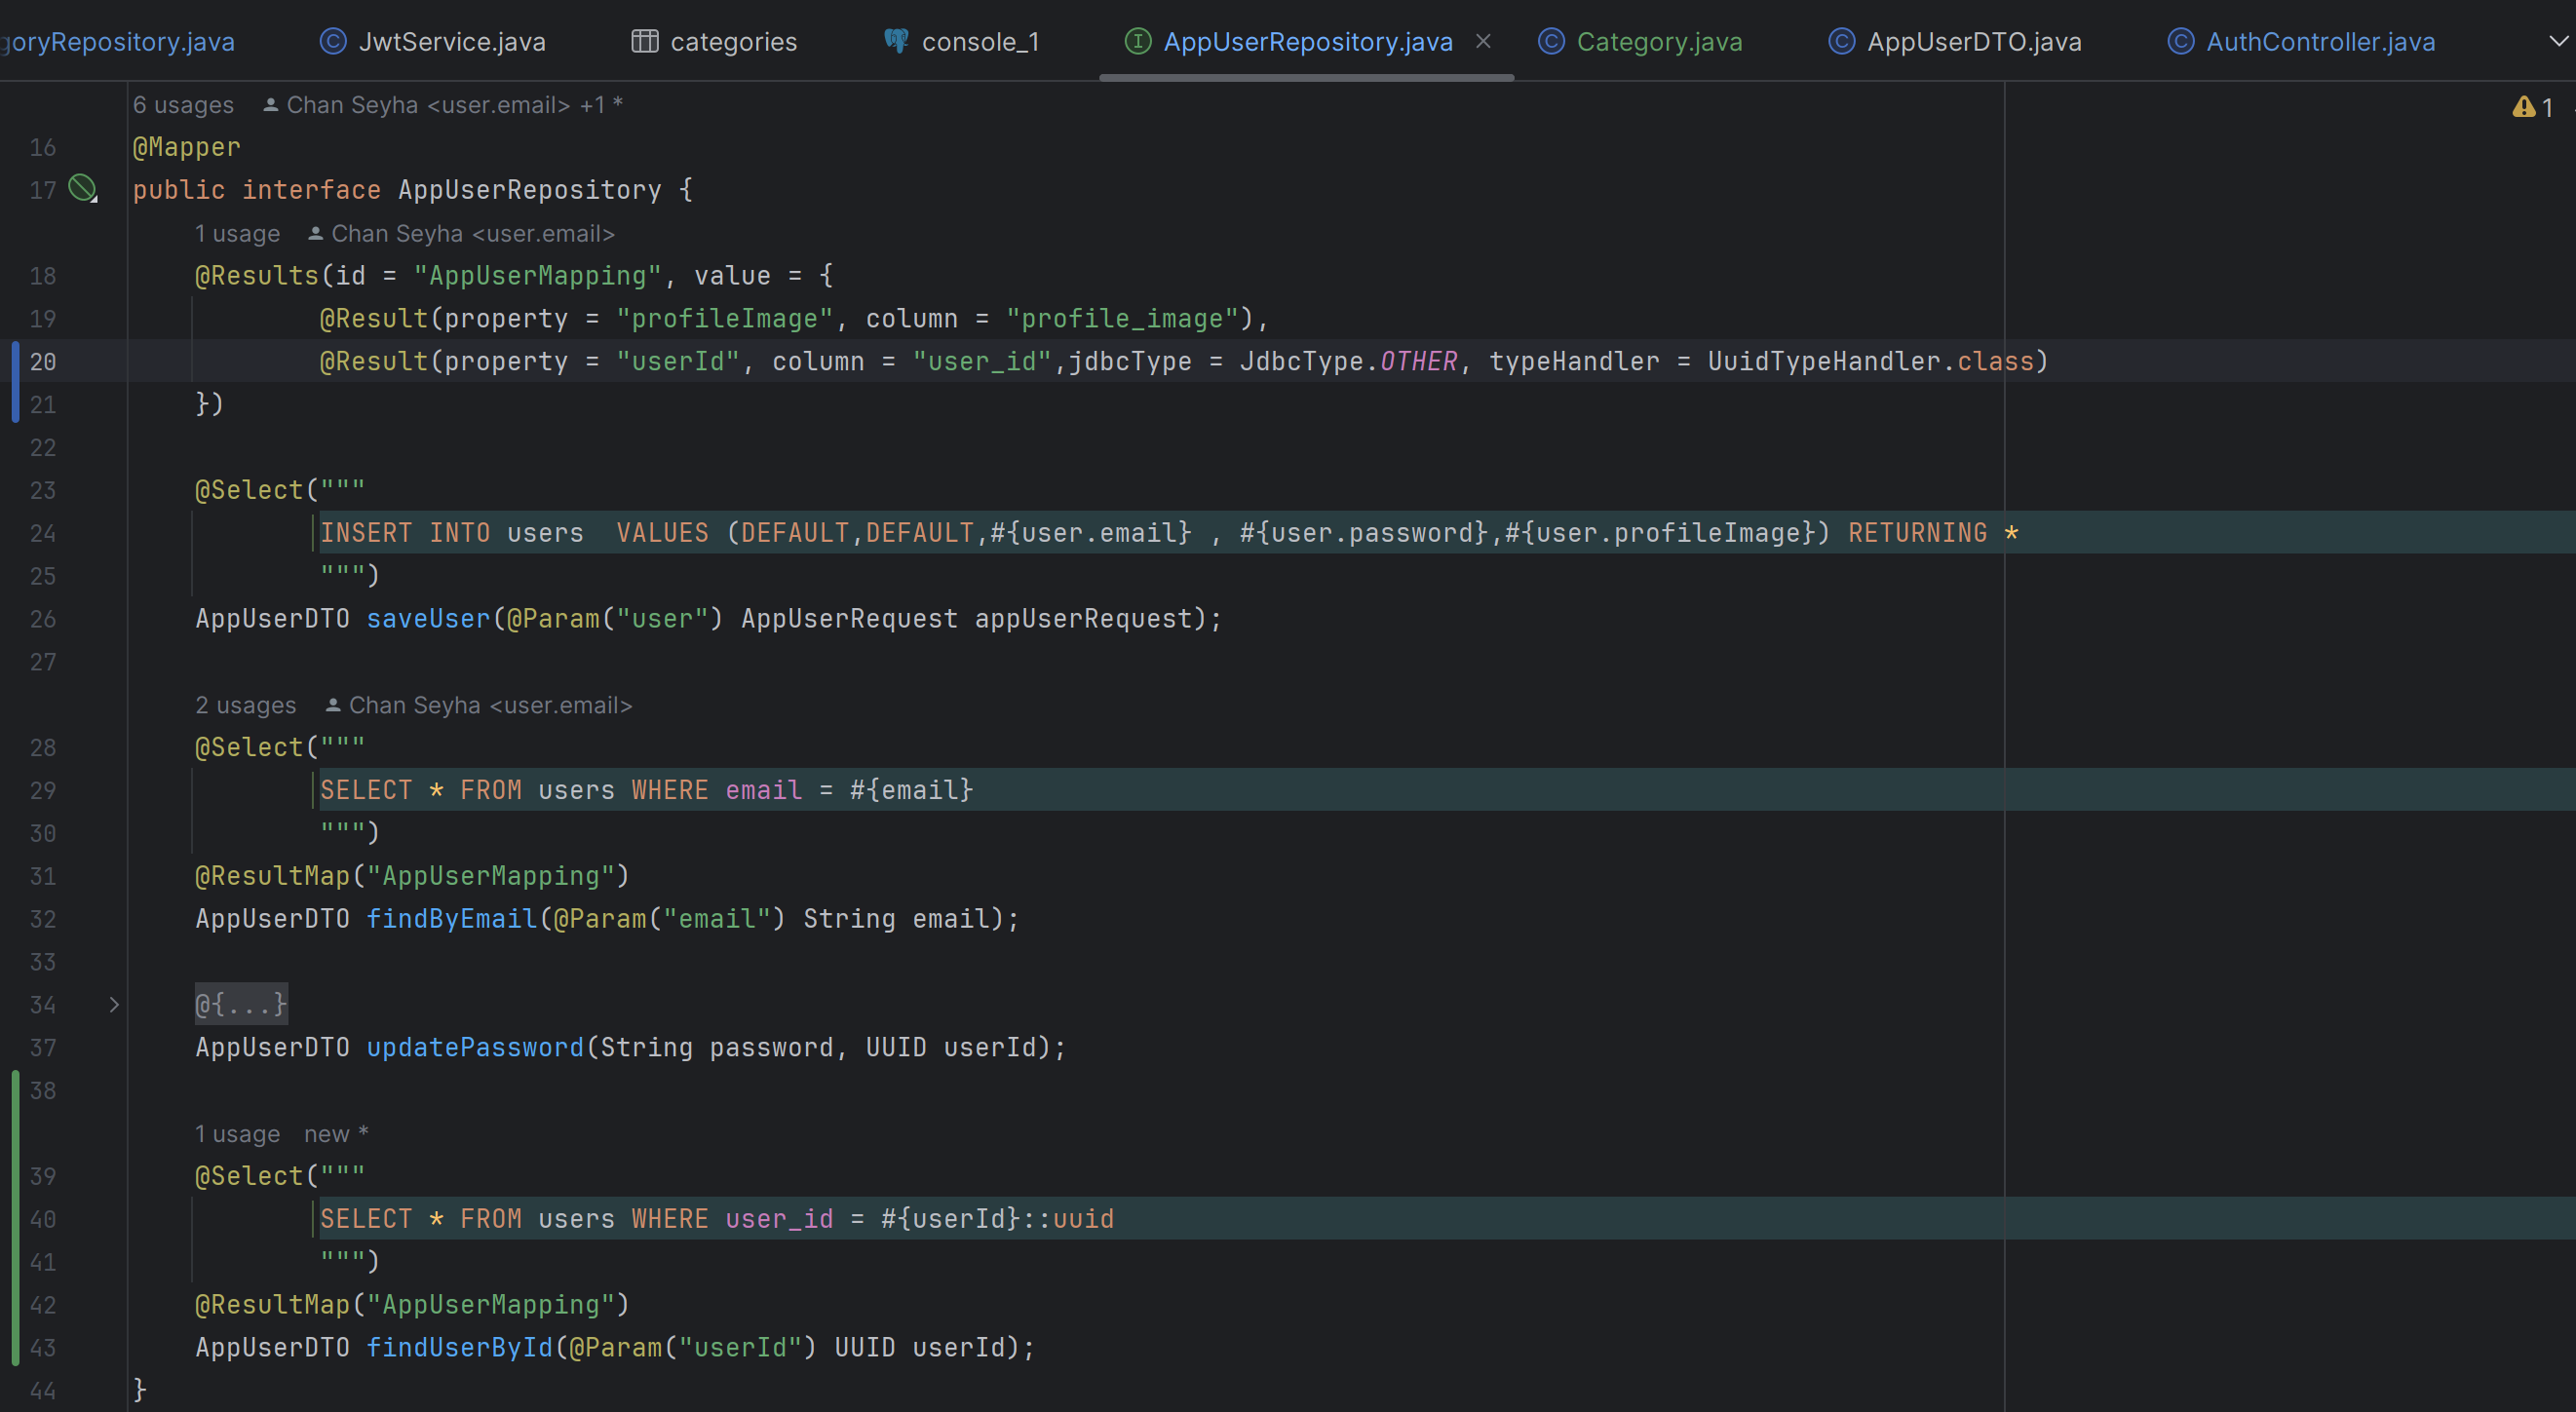 goryRepository.java JwtService.java categories console_1 AppUserRepository.java Category.java AppUserDTO.java AuthController.java
6 usages Chan Seyha <user.email> +1 * 1
16 @Mapper
17 public interface AppUserRepository {
1 usage Chan Seyha <user.email>
18 @Results(id = "AppUserMapping", value = {
19 @Result(property = "profileImage", column = "profile_image"),
20 @Result(property = "userId", column = "user_id",jdbcType = JdbcType.OTHER, typeHandler = UuidTypeHandler.class)
21 })
22
23 @Select("""
24 INSERT INTO users  VALUES (DEFAULT,DEFAULT,#{user.email} , #{user.password},#{user.profileImage}) RETURNING *
25 """)
26 AppUserDTO saveUser(@Param("user") AppUserRequest appUserRequest);
27
2 usages Chan Seyha <user.email>
28 @Select("""
29 SELECT * FROM users WHERE email = #{email}
30 """)
31 @ResultMap("AppUserMapping")
32 AppUserDTO findByEmail(@Param("email") String email);
33
34 @{...}
37 AppUserDTO updatePassword(String password, UUID userId);
38
1 usage new *
39 @Select("""
40 SELECT * FROM users WHERE user_id = #{userId}::uuid
41 """)
42 @ResultMap("AppUserMapping")
43 AppUserDTO findUserById(@Param("userId") UUID userId);
44 }